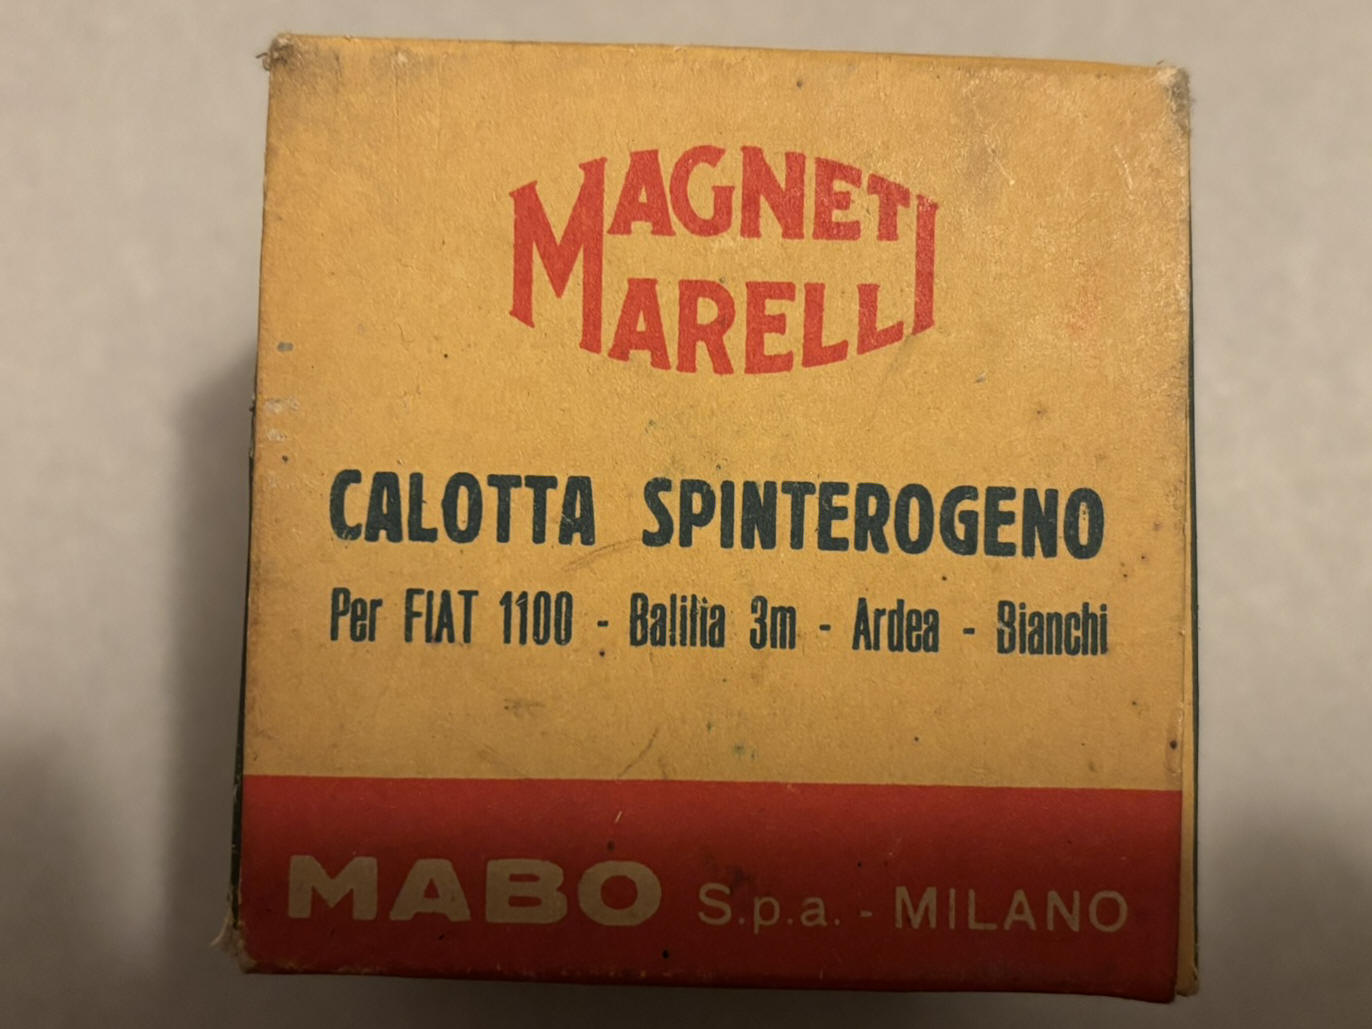 MAGNETI
MARELLI
CALOTTA SPINTEROGENO
Per FIAT 1100 - Balilla 3m - Ardea - Bianchi
MABO S.p.a. - MILANO